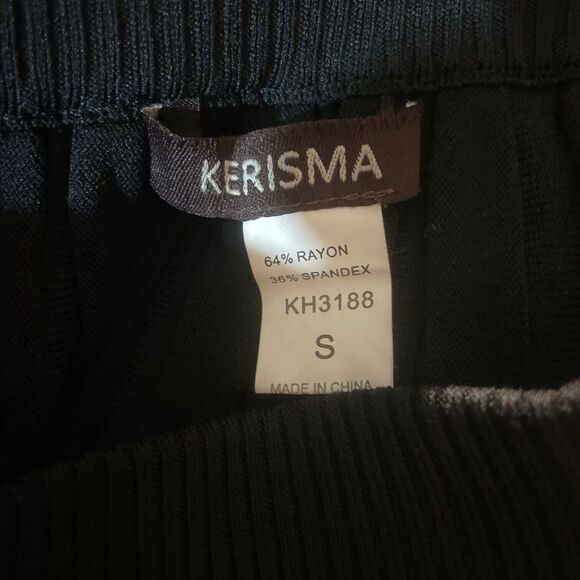 KERISMA
64% RAYON
36% SPANDEX
KH3188
S
MADE IN CHINA